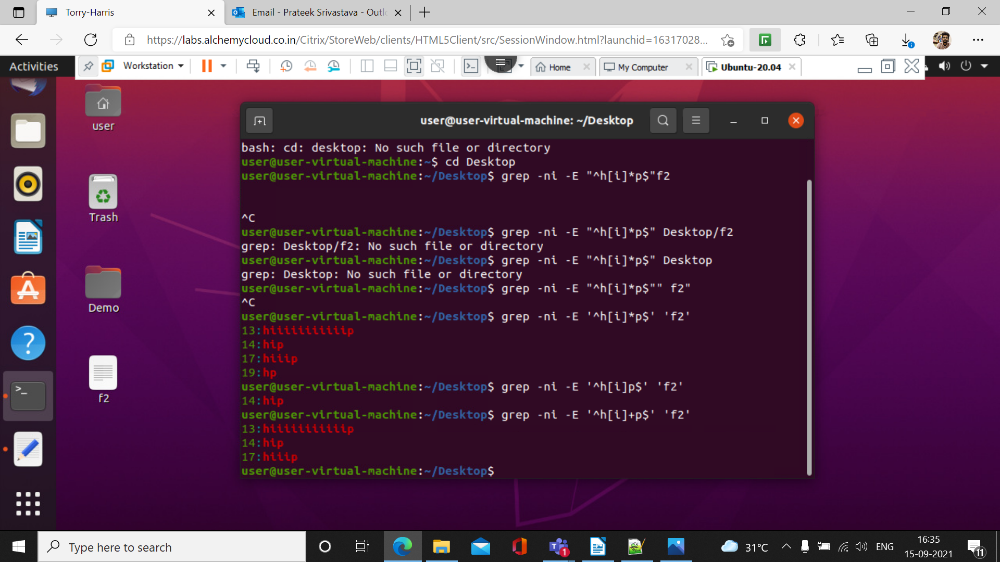 Torry-Harris
Email - Prateek Srivastava - Outl
https://labs.alchemycloud.co.in/Citrix/StoreWeb/clients/HTML5Client/src/SessionWindow.html?launchid=16317028...
Activities
Workstation
Home
My Computer
Ubuntu-20.04
user
Trash
Demo
f2
user@user-virtual-machine: ~/Desktop
bash: cd: desktop: No such file or directory
user@user-virtual-machine:~$ cd Desktop
user@user-virtual-machine:~/Desktop$ grep -ni -E "^h[i]*p$"f2
^C
user@user-virtual-machine:~/Desktop$ grep -ni -E "^h[i]*p$" Desktop/f2
grep: Desktop/f2: No such file or directory
user@user-virtual-machine:~/Desktop$ grep -ni -E "^h[i]*p$" Desktop
grep: Desktop: No such file or directory
user@user-virtual-machine:~/Desktop$ grep -ni -E "^h[i]*p$"" f2"
^C
user@user-virtual-machine:~/Desktop$ grep -ni -E '^h[i]*p$' 'f2'
13:hiiiiiiiiiiip
14:hip
17:hiiip
19:hp
user@user-virtual-machine:~/Desktop$ grep -ni -E '^h[i]p$' 'f2'
14:hip
user@user-virtual-machine:~/Desktop$ grep -ni -E '^h[i]+p$' 'f2'
13:hiiiiiiiiiiip
14:hip
17:hiiip
user@user-virtual-machine:~/Desktop$
Type here to search
1
31°C
ENG
16:35
15-09-2021
11